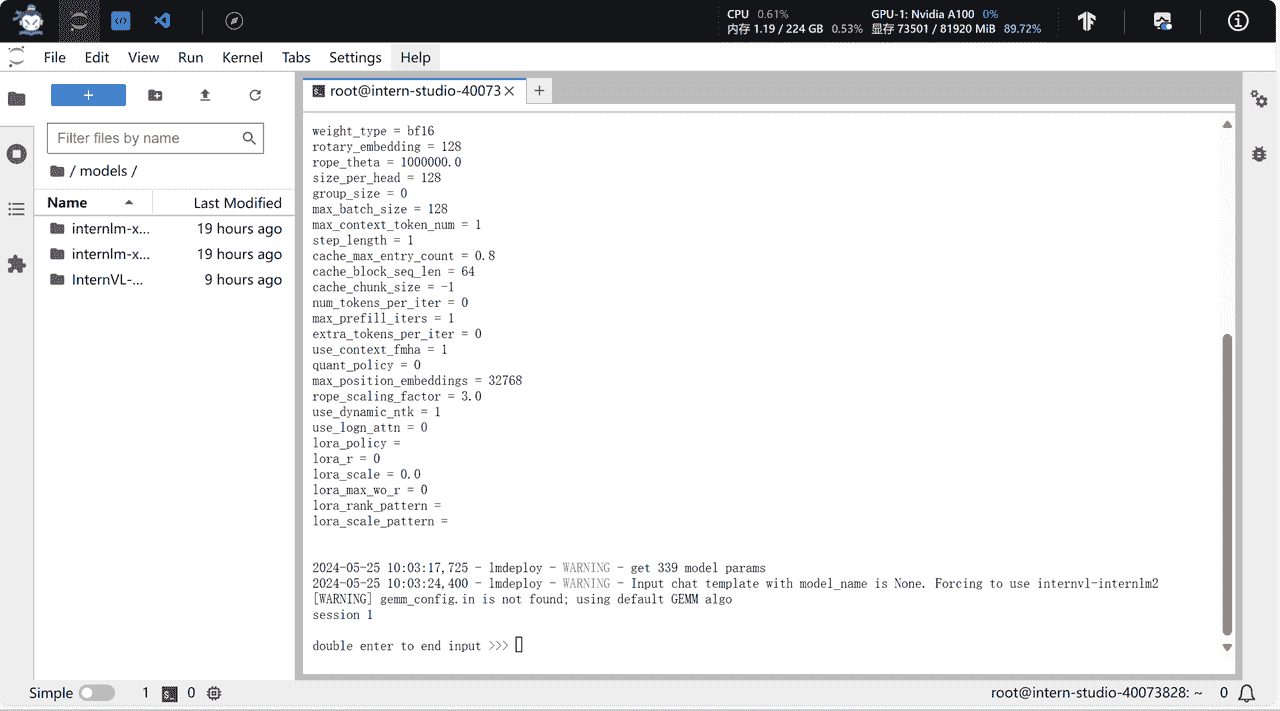 CPU 0.61%
GPU-1: Nvidia A100 0%
内存 1.19 / 224 GB 0.53%
显存 73501 / 81920 MiB 89.72%
File Edit View Run Kernel Tabs Settings Help
root@intern-studio-40073
Filter files by name
/ models /
Name Last Modified
internlm-x... 19 hours ago
internlm-x... 19 hours ago
InternVL-... 9 hours ago
weight_type = bf16
rotary_embedding = 128
rope_theta = 1000000.0
size_per_head = 128
group_size = 0
max_batch_size = 128
max_context_token_num = 1
step_length = 1
cache_max_entry_count = 0.8
cache_block_seq_len = 64
cache_chunk_size = -1
num_tokens_per_iter = 0
max_prefill_iters = 1
extra_tokens_per_iter = 0
use_context_fmha = 1
quant_policy = 0
max_position_embeddings = 32768
rope_scaling_factor = 3.0
use_dynamic_ntk = 1
use_logn_attn = 0
lora_policy =
lora_r = 0
lora_scale = 0.0
lora_max_wo_r = 0
lora_rank_pattern =
lora_scale_pattern =
2024-05-25 10:03:17,725 - lmdeploy - WARNING - get 339 model params
2024-05-25 10:03:24,400 - lmdeploy - WARNING - Input chat template with model_name is None. Forcing to use internvl-internlm2
[WARNING] gemm_config.in is not found; using default GEMM algo
session 1
double enter to end input >>>
Simple 1 0 root@intern-studio-40073828: ~ 0